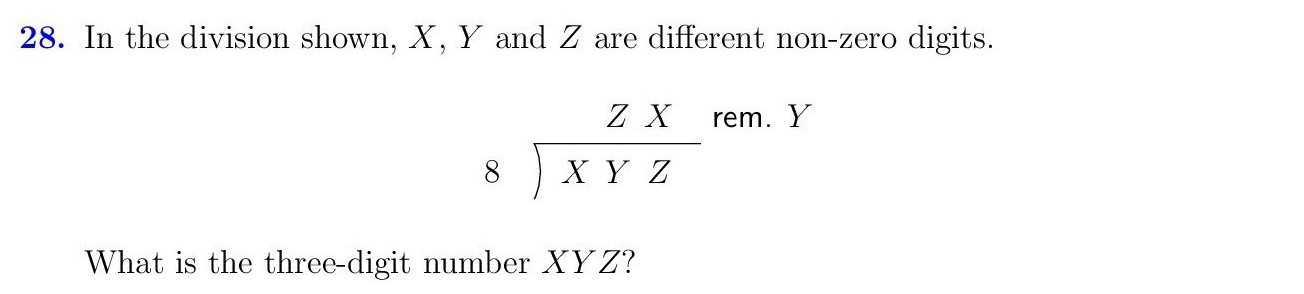 28. In the division shown, X, Y and Z are different non-zero digits.
Z X rem. Y
8 ) X Y Z
What is the three-digit number XYZ?